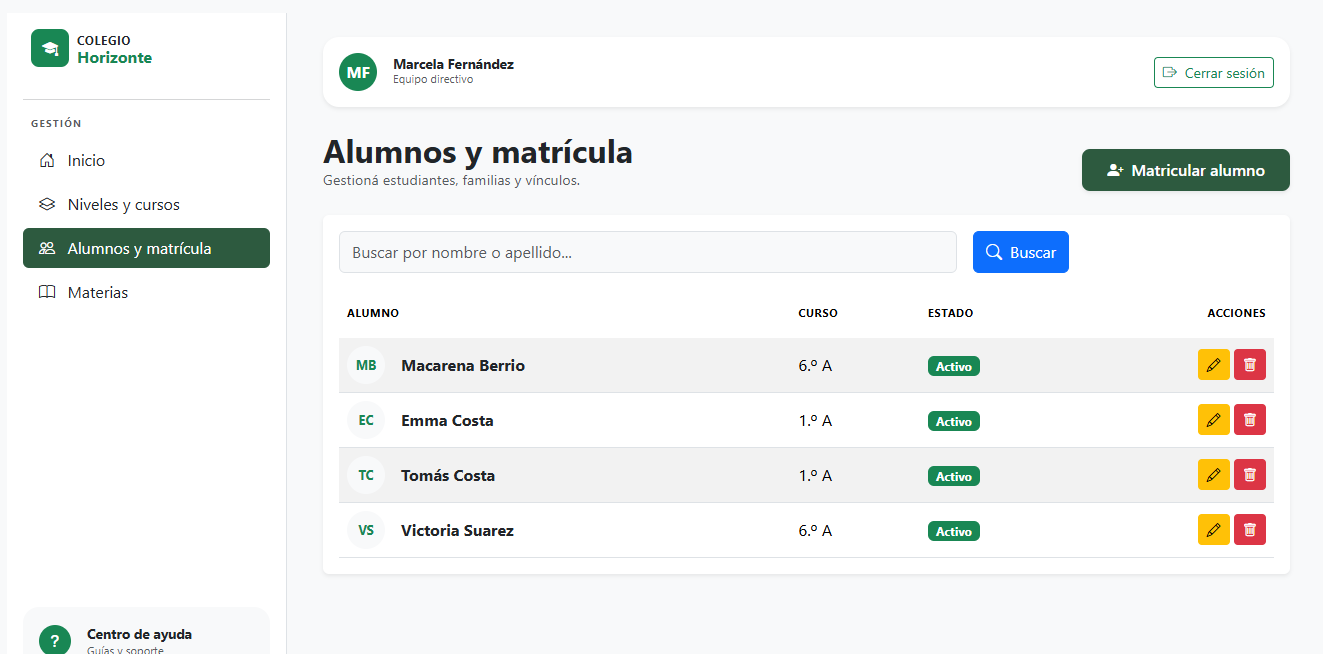 COLEGIO
Horizonte
GESTIÓN
Inicio
Niveles y cursos
Alumnos y matrícula
Materias
?
Centro de ayuda
Guías y soporte
MF
Marcela Fernández
Equipo directivo
Cerrar sesión
Alumnos y matrícula
Gestioná estudiantes, familias y vínculos.
Matricular alumno
Buscar por nombre o apellido...
Buscar
ALUMNO CURSO ESTADO ACCIONES
MB Macarena Berrio 6.º A Activo
EC Emma Costa 1.º A Activo
TC Tomás Costa 1.º A Activo
VS Victoria Suarez 6.º A Activo